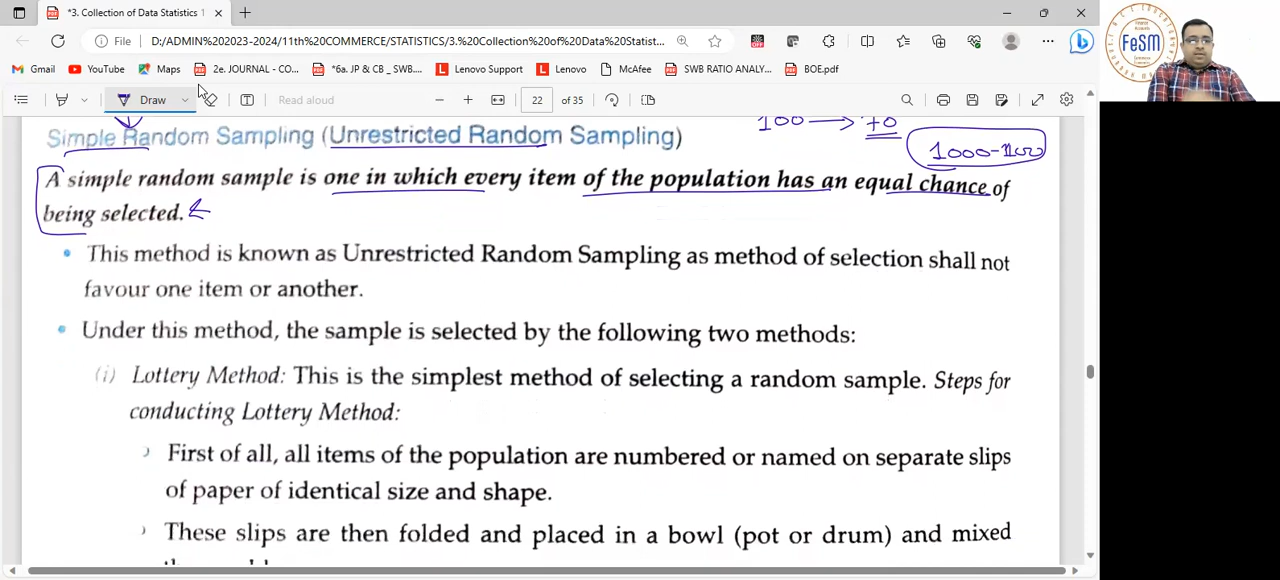 *3. Collection of Data Statistics 1
File D:/ADMIN%202023-2024/11th%20COMMERCE/STATISTICS/3.%20Collection%20of%20Data%20Statist...
Gmail YouTube Maps 2e. JOURNAL - CO... *6a. JP & CB _ SWB.... Lenovo Support Lenovo McAfee SWB RATIO ANALY... BOE.pdf
Draw Read aloud 22 of 35
FeSM
Simple Random Sampling (Unrestricted Random Sampling)
100 → 70
1000-100
A simple random sample is one in which every item of the population has an equal chance of
being selected.
• This method is known as Unrestricted Random Sampling as method of selection shall not
favour one item or another.
• Under this method, the sample is selected by the following two methods:
(i) Lottery Method: This is the simplest method of selecting a random sample. Steps for
conducting Lottery Method:
First of all, all items of the population are numbered or named on separate slips
of paper of identical size and shape.
These slips are then folded and placed in a bowl (pot or drum) and mixed